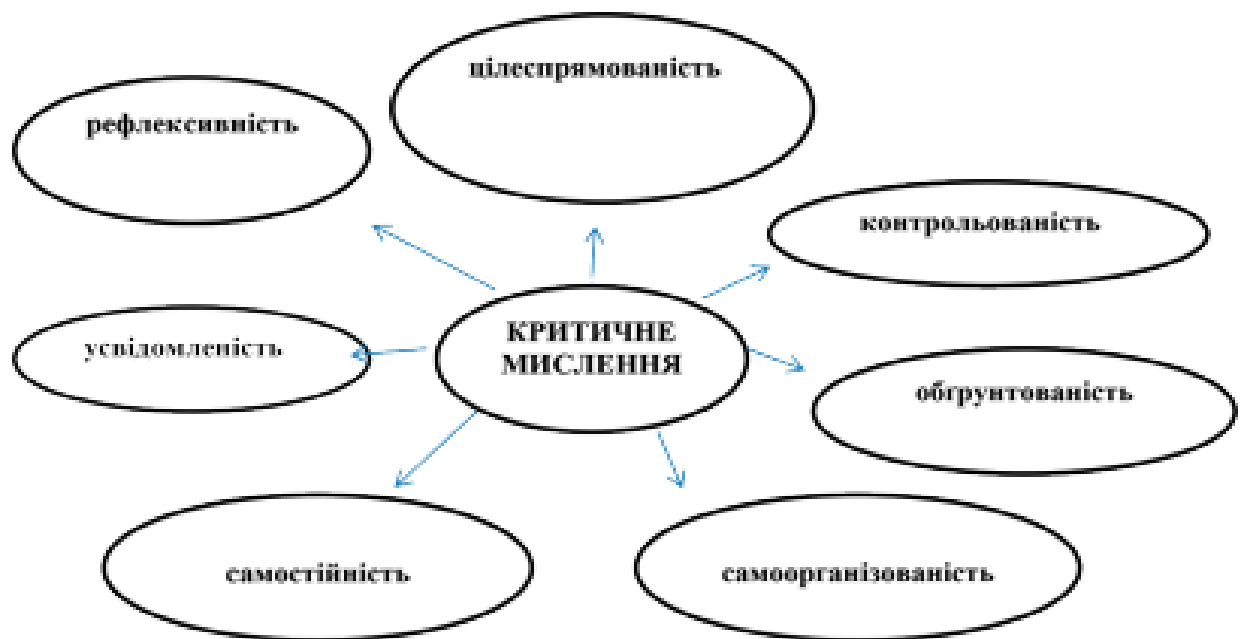 цілеспрямованість
рефлексивність
контрольованість
КРИТИЧНЕ
МИСЛЕННЯ
усвідомленість
обґрунтованість
самостійність
самоорганізованість